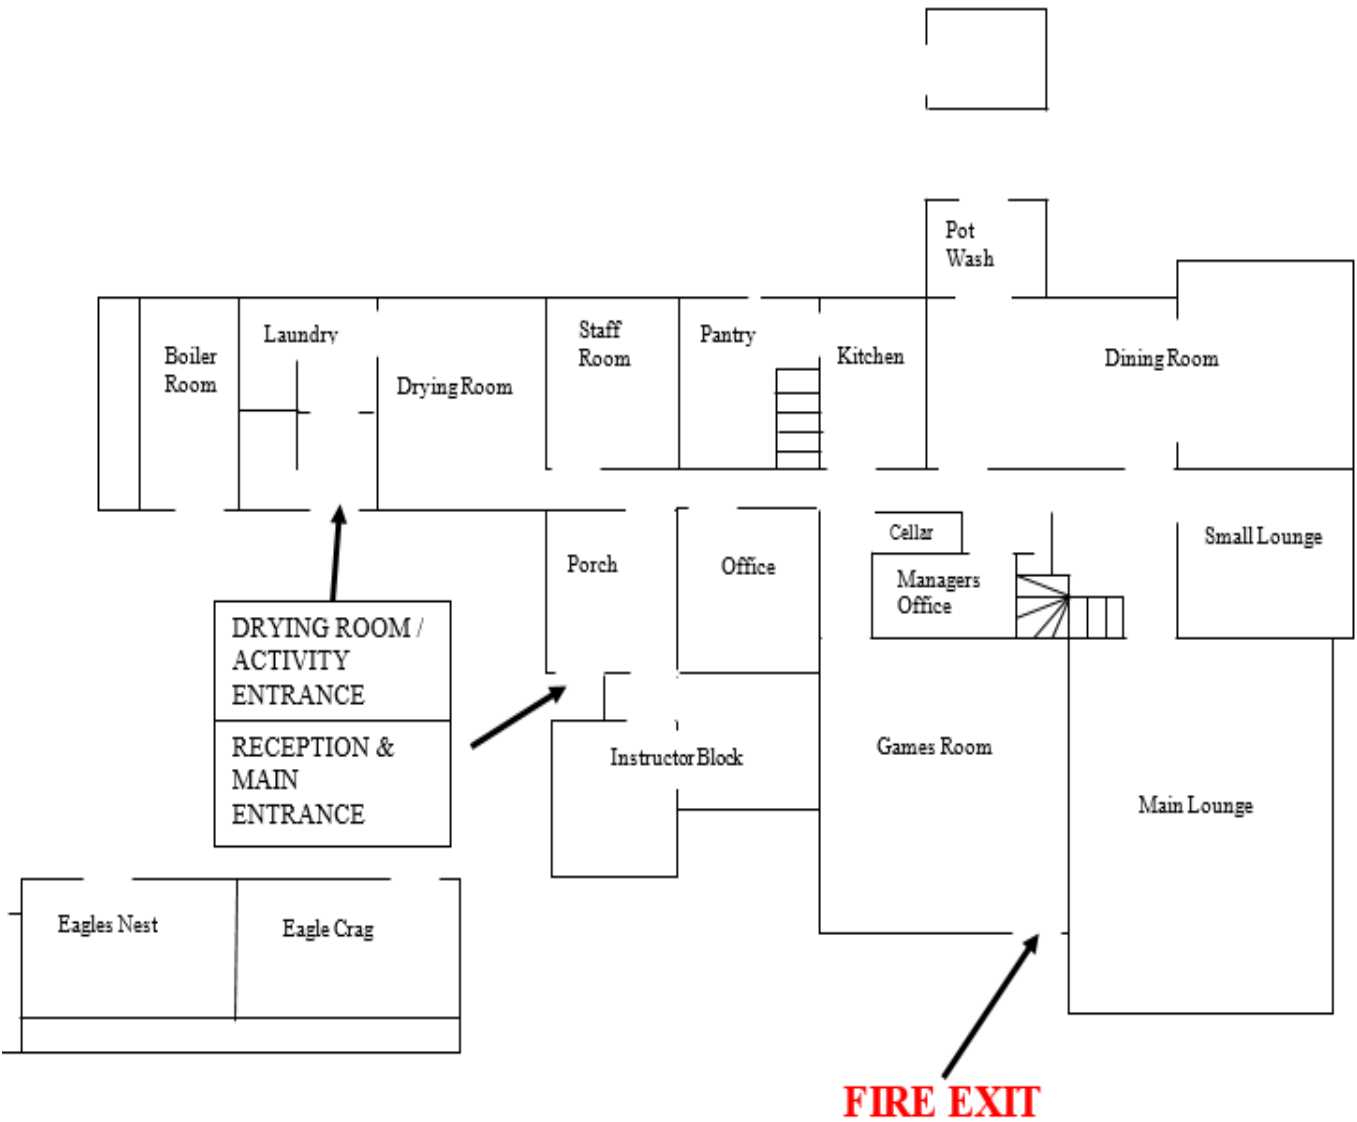 Pot
Wash
Laundry
Staff
Room
Pantry
Boiler
Room
Kitchen
Dining Room
Drying Room
Cellar
Small Lounge
Porch
Office
Managers
Office
DRYING ROOM /
ACTIVITY
ENTRANCE
RECEPTION &
MAIN
ENTRANCE
Instructor Block
Games Room
Main Lounge
Eagles Nest
Eagle Crag
FIRE EXIT